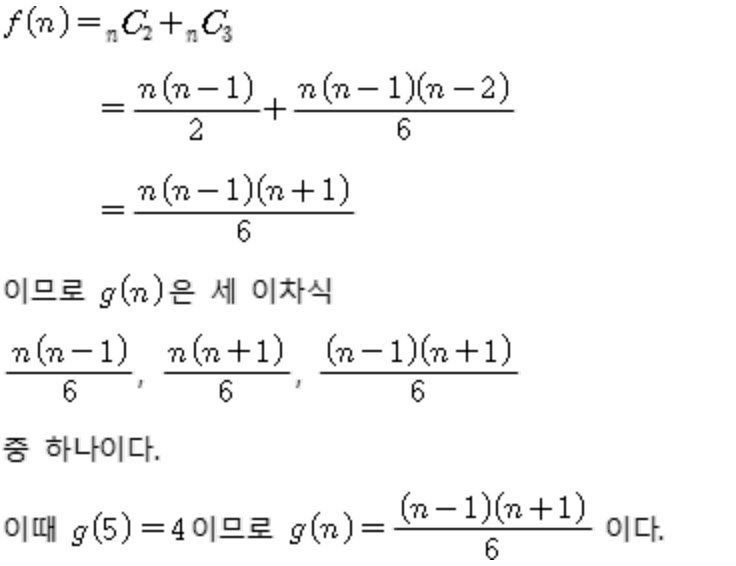 f(n)=ₙC₂+ₙC₃
= n(n−1)/2 + n(n−1)(n−2)/6
= n(n−1)(n+1)/6
이므로 g(n)은 세 이차식
n(n−1)/6, n(n+1)/6, (n−1)(n+1)/6
중 하나이다.
이때 g(5)=4이므로 g(n)= (n−1)(n+1)/6 이다.